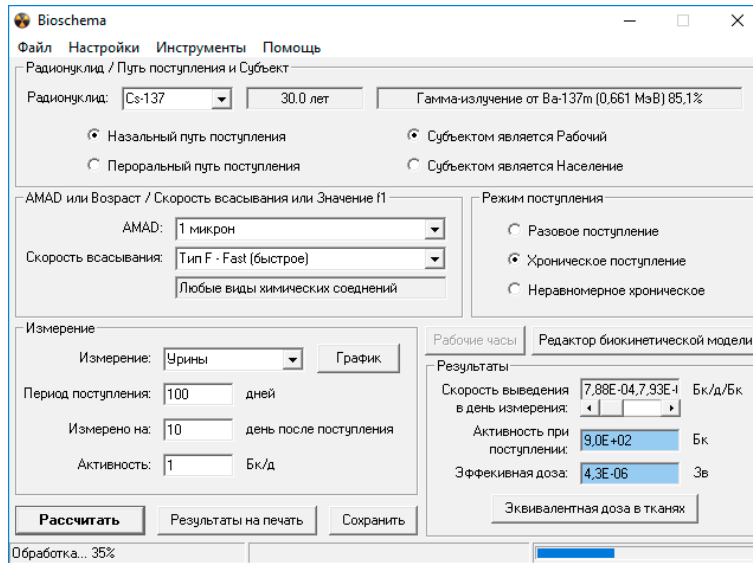 Bioschema
Файл Настройки Инструменты Помощь
Радионуклид / Путь поступления и Субъект
Радионуклид: Cs-137 30.0 лет Гамма-излучение от Ba-137m (0,661 МэВ) 85,1%
Назальный путь поступления Субъектом является Рабочий
Пероральный путь поступления Субъектом является Население
AMAD или Возраст / Скорость всасывания или Значение f1
AMAD: 1 микрон
Скорость всасывания: Тип F - Fast (быстрое)
Любые виды химических соеднений
Режим поступления
Разовое поступление
Хроническое поступление
Неравномерное хроническое
Измерение
Измерение: Урины График
Период поступления: 100 дней
Измерено на: 10 день после поступления
Активность: 1 Бк/д
Рабочие часы Редактор биокинетической модели
Результаты
Скорость выведения 7,88E-04,7,93E- Бк/д/Бк
в день измерения:
Активность при
поступлении: 9,0E+02 Бк
Эффекивная доза: 4,3E-06 Зв
Эквивалентная доза в тканях
Рассчитать Результаты на печать Сохранить
Обработка... 35%